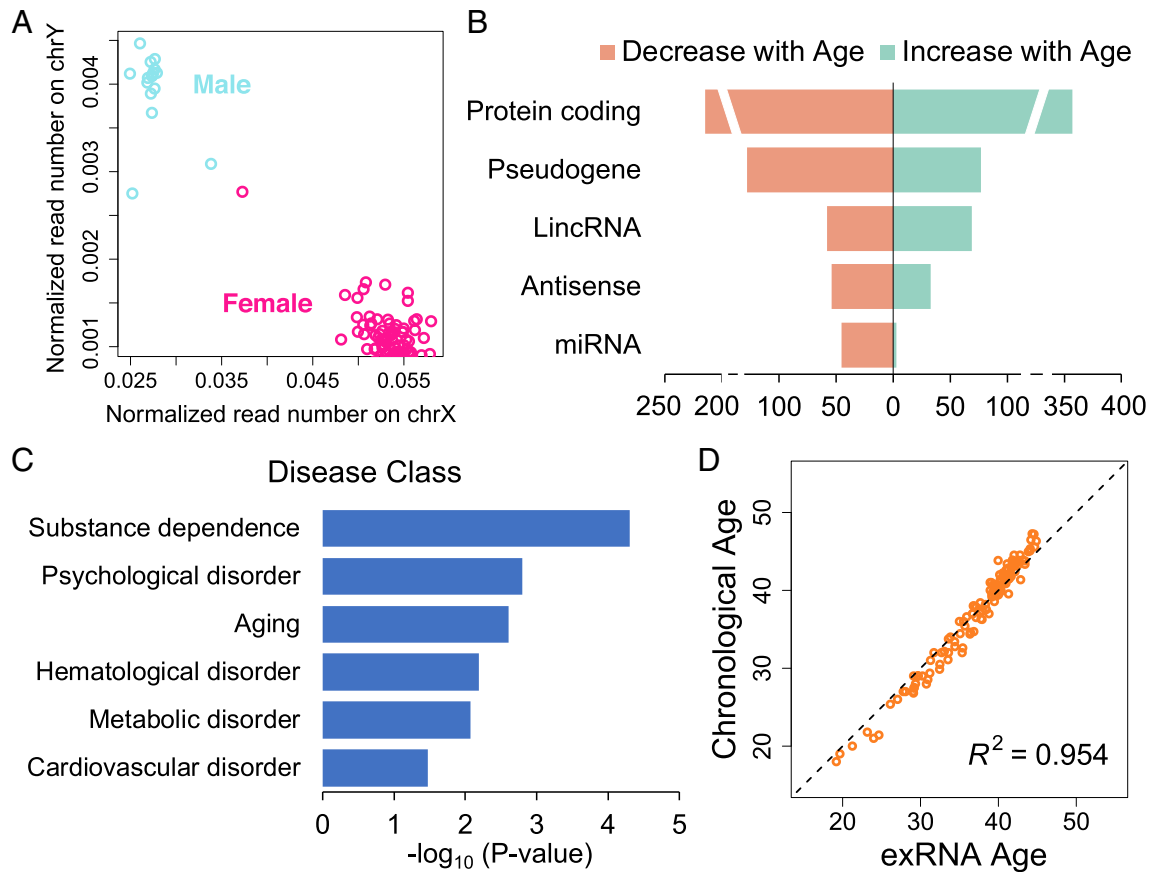 A
Normalized read number on chrY
0.004
0.003
0.002
0.001
Male
Female
0.025 0.035 0.045 0.055
Normalized read number on chrX
B
Decrease with Age Increase with Age
Protein coding
Pseudogene
LincRNA
Antisense
miRNA
250 200 100 50 0 50 100 350 400
C
Disease Class
Substance dependence
Psychological disorder
Aging
Hematological disorder
Metabolic disorder
Cardiovascular disorder
0 1 2 3 4 5
-log10 (P-value)
D
Chronological Age
50
40
30
20
R² = 0.954
20 30 40 50
exRNA Age